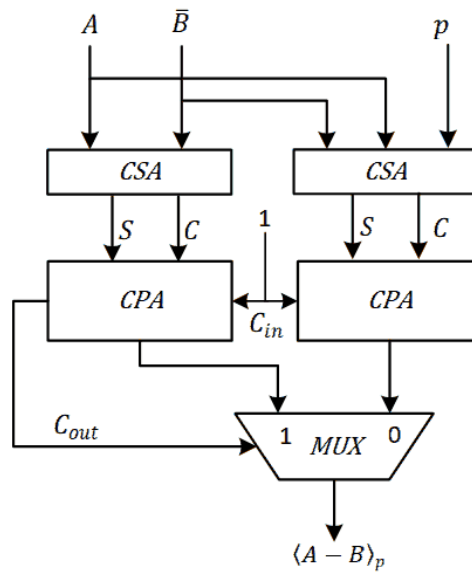 A B̄ p
CSA CSA
S C 1 S C
CPA CPA
C_in
C_out 1 MUX 0
⟨A − B⟩_p